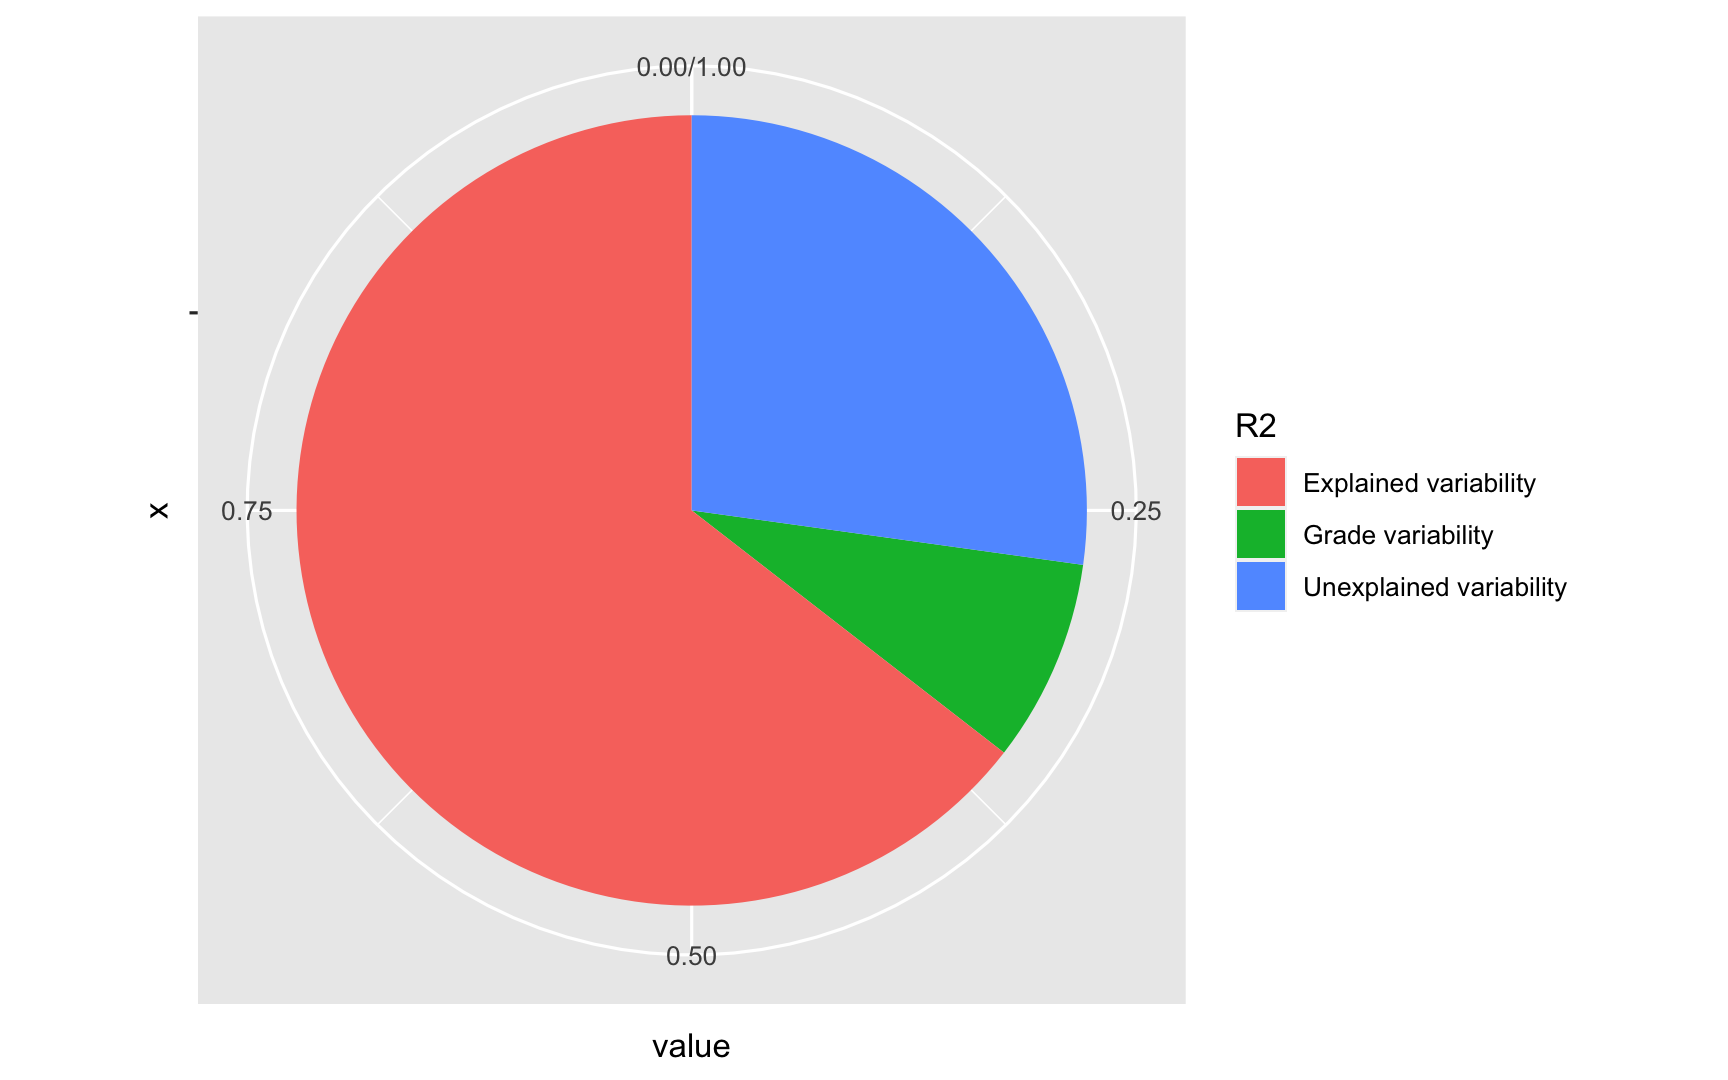 0.00/1.00
0.75
0.25
0.50
x
value
R2
Explained variability
Grade variability
Unexplained variability